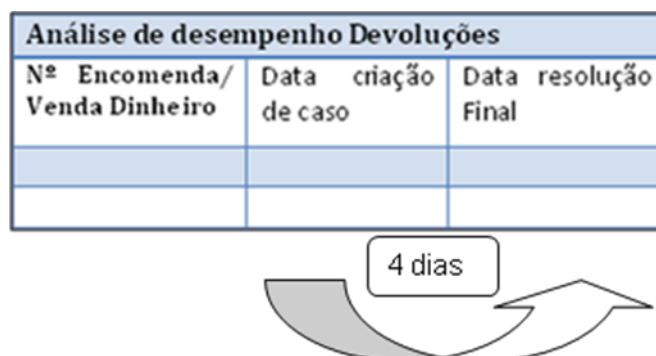 Análise de desempenho Devoluções
Nº Encomenda/
Venda Dinheiro
Data criação
de caso
Data resolução
Final
4 dias